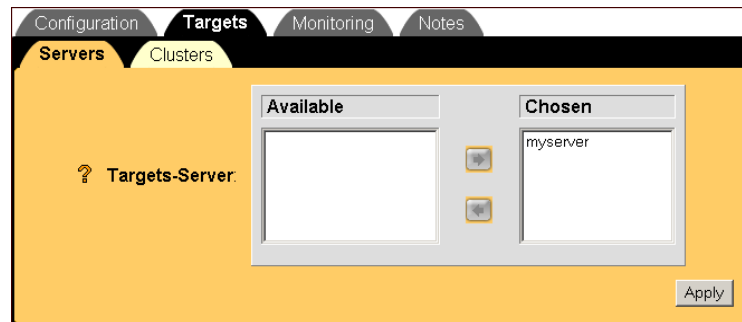 Configuration Targets Monitoring Notes
Servers Clusters
Available Chosen
myserver
? Targets-Server:
Apply